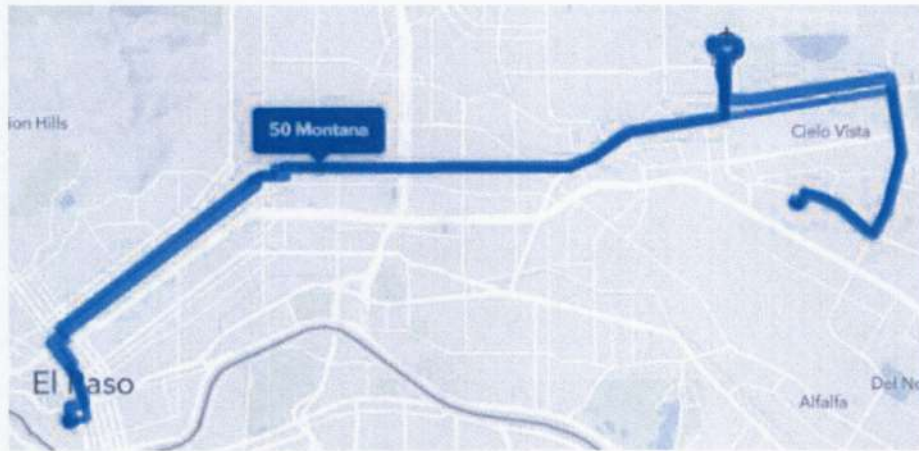 ion Hills
50 Montana
Cielo Vista
El Paso
Del No
Alfalfa